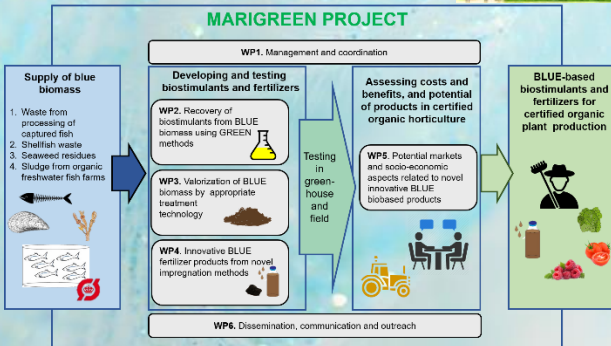 MARIGREEN PROJECT
WP1. Management and coordination
Supply of blue
biomass
1. Waste from
processing of
captured fish
2. Shellfish waste
3. Seaweed residues
4. Sludge from organic
freshwater fish farms
Developing and testing
biostimulants and fertilizers
WP2. Recovery of
biostimulants from BLUE
biomass using GREEN
methods
WP3. Valorization of BLUE
biomass by appropriate
treatment
technology
WP4. Innovative BLUE
fertilizer products from novel
impregnation methods
Testing
in
green-
house
and
field
Assessing costs and
benefits, and potential
of products in certified
organic horticulture
WP5. Potential markets
and socio-economic
aspects related to novel
innovative BLUE
biobased products
BLUE-based
biostimulants and
fertilizers for
certified organic
plant production
WP6. Dissemination, communication and outreach